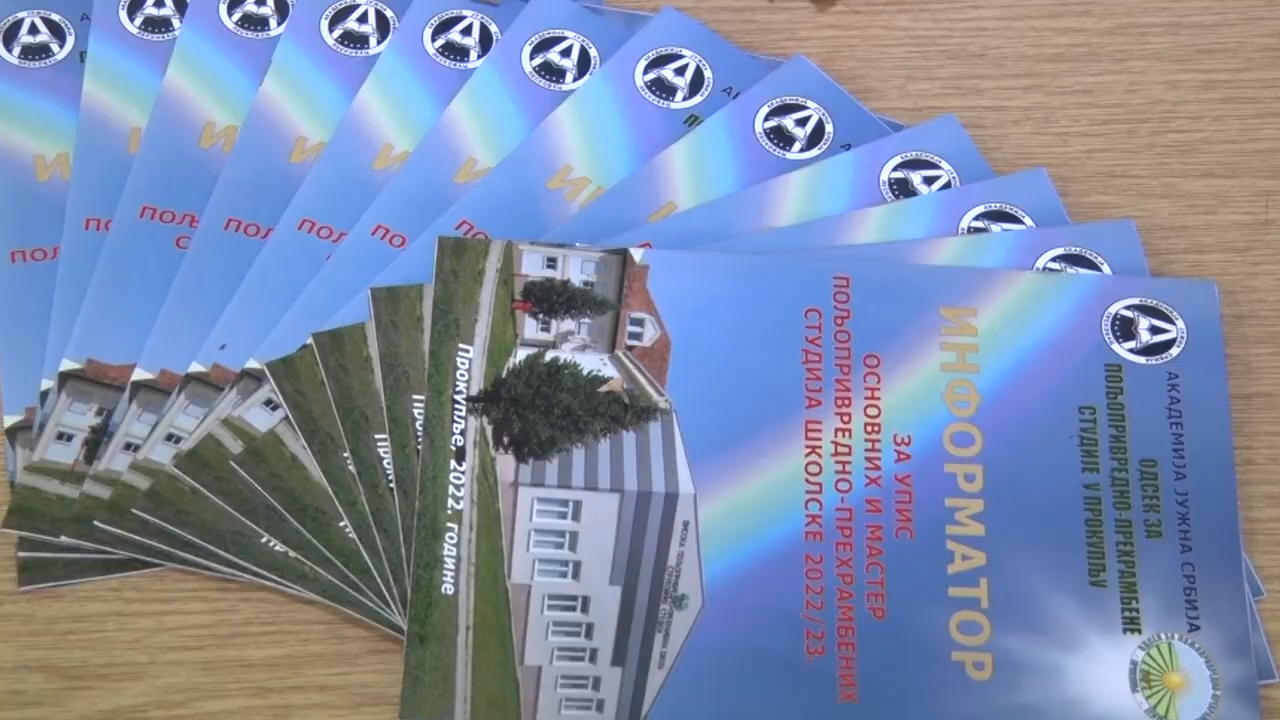 АКАДЕМИЈА ЈУЖНА СРБИЈА
ОДСЕК ЗА
ПОЉОПРИВРЕДНО-ПРЕХРАМБЕНЕ
СТУДИЈЕ У ПРОКУПЉУ
ИНФОРМАТОР
ЗА УПИС
ОСНОВНИХ И МАСТЕР
ПОЉОПРИВРЕДНО-ПРЕХРАМБЕНИХ
СТУДИЈА ШКОЛСКЕ 2022/23.
Прокупље, 2022. године